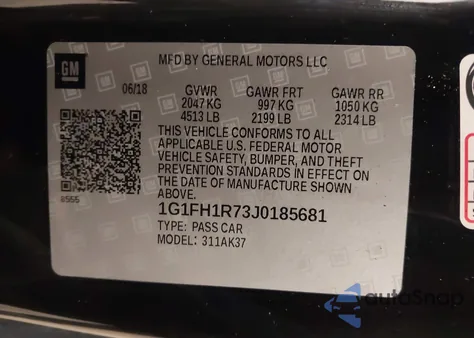 GM
MFD BY GENERAL MOTORS LLC
06/18
GVWR GAWR FRT GAWR RR
2047 KG 997 KG 1050 KG
4513 LB 2199 LB 2314 LB
THIS VEHICLE CONFORMS TO ALL
APPLICABLE U.S. FEDERAL MOTOR
VEHICLE SAFETY, BUMPER, AND THEFT
PREVENTION STANDARDS IN EFFECT ON
THE DATE OF MANUFACTURE SHOWN
ABOVE.
8555
1G1FH1R73J0185681
TYPE: PASS CAR
MODEL: 311AK37
autoSnap